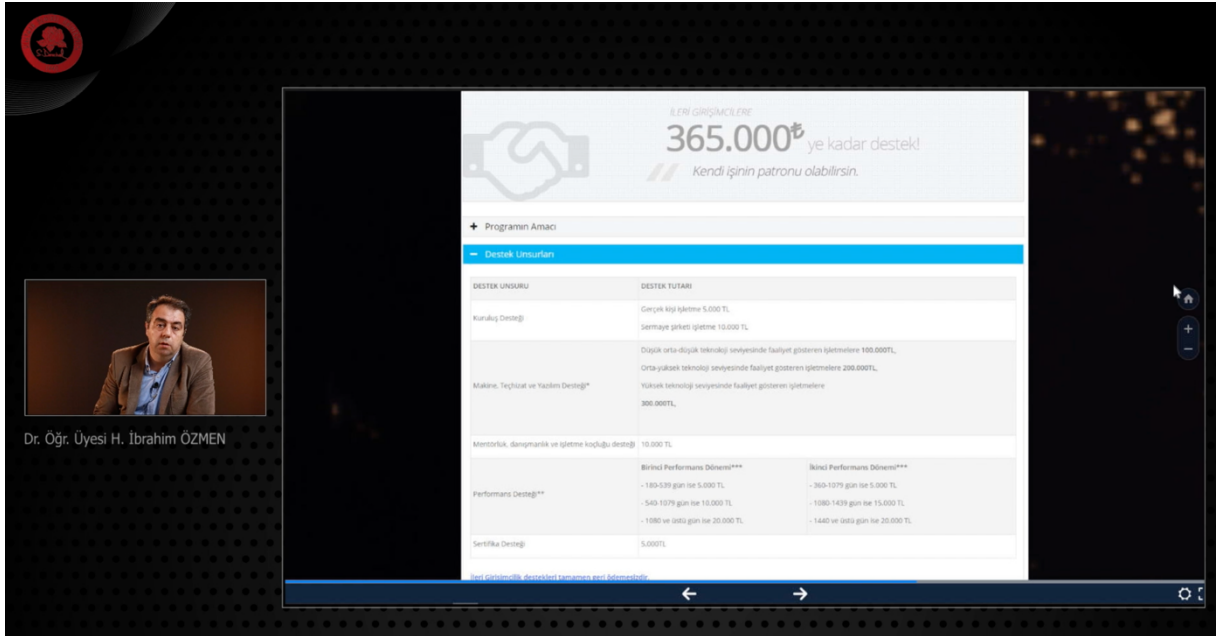 İLERİ GİRİŞİMCİLERE
365.000₺ ye kadar destek!
Kendi işinin patronu olabilirsin.
+ Programın Amacı
− Destek Unsurları
DESTEK UNSURU DESTEK TUTARI
Kuruluş Desteği
Gerçek kişi işletme 5.000 TL
Sermaye şirketi işletme 10.000 TL
Makine, Teçhizat ve Yazılım Desteği*
Düşük orta-düşük teknoloji seviyesinde faaliyet gösteren işletmelere 100.000TL,
Orta-yüksek teknoloji seviyesinde faaliyet gösteren işletmelere 200.000TL,
Yüksek teknoloji seviyesinde faaliyet gösteren işletmelere
300.000TL,
Mentörlük, danışmanlık ve işletme koçluğu desteği 10.000 TL
Performans Desteği**
Birinci Performans Dönemi***
- 180-539 gün ise 5.000 TL
- 540-1079 gün ise 10.000 TL
- 1080 ve üstü gün ise 20.000 TL
İkinci Performans Dönemi***
- 360-1079 gün ise 5.000 TL
- 1080-1439 gün ise 15.000 TL
- 1440 ve üstü gün ise 20.000 TL
Sertifika Desteği 5.000TL
İleri Girişimcilik destekleri tamamen geri ödemesizdir.
Dr. Öğr. Üyesi H. İbrahim ÖZMEN